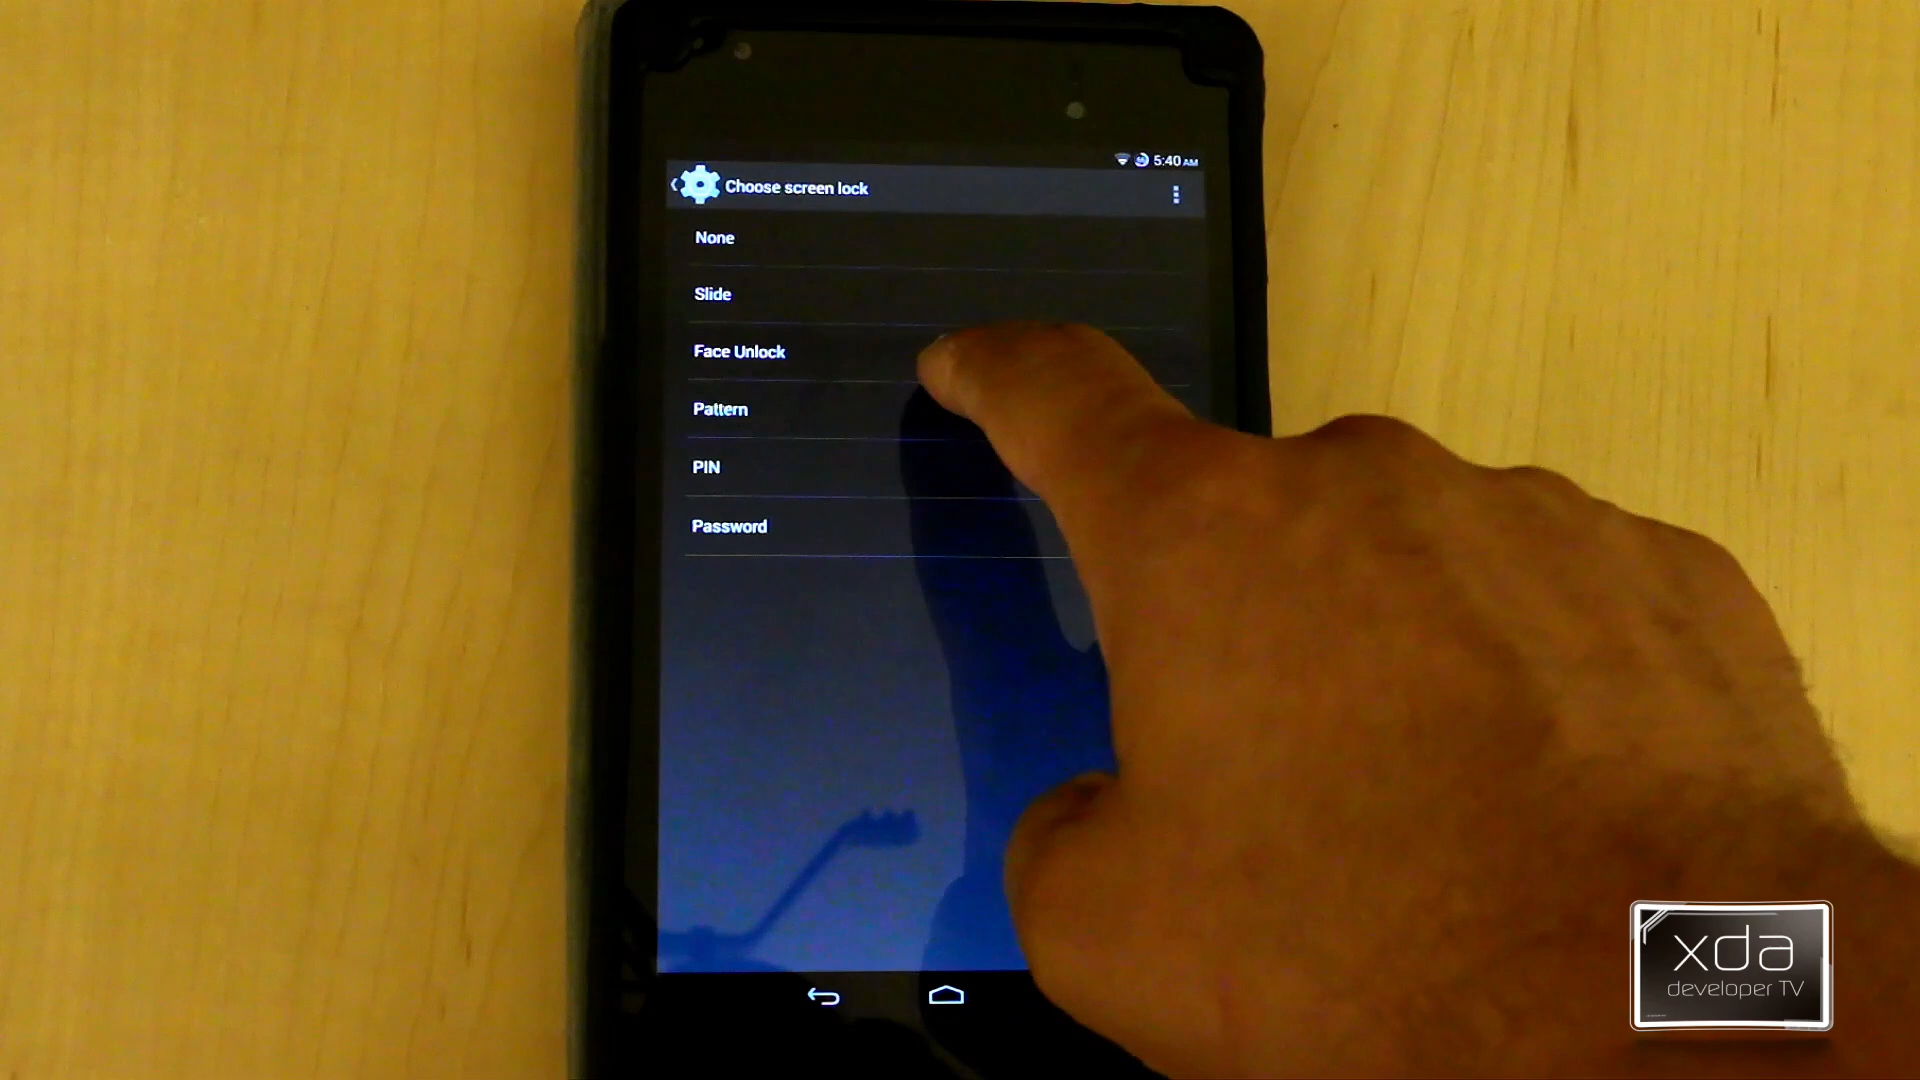 5:40 AM
Choose screen lock
None
Slide
Face Unlock
Pattern
PIN
Password
xda
developer TV